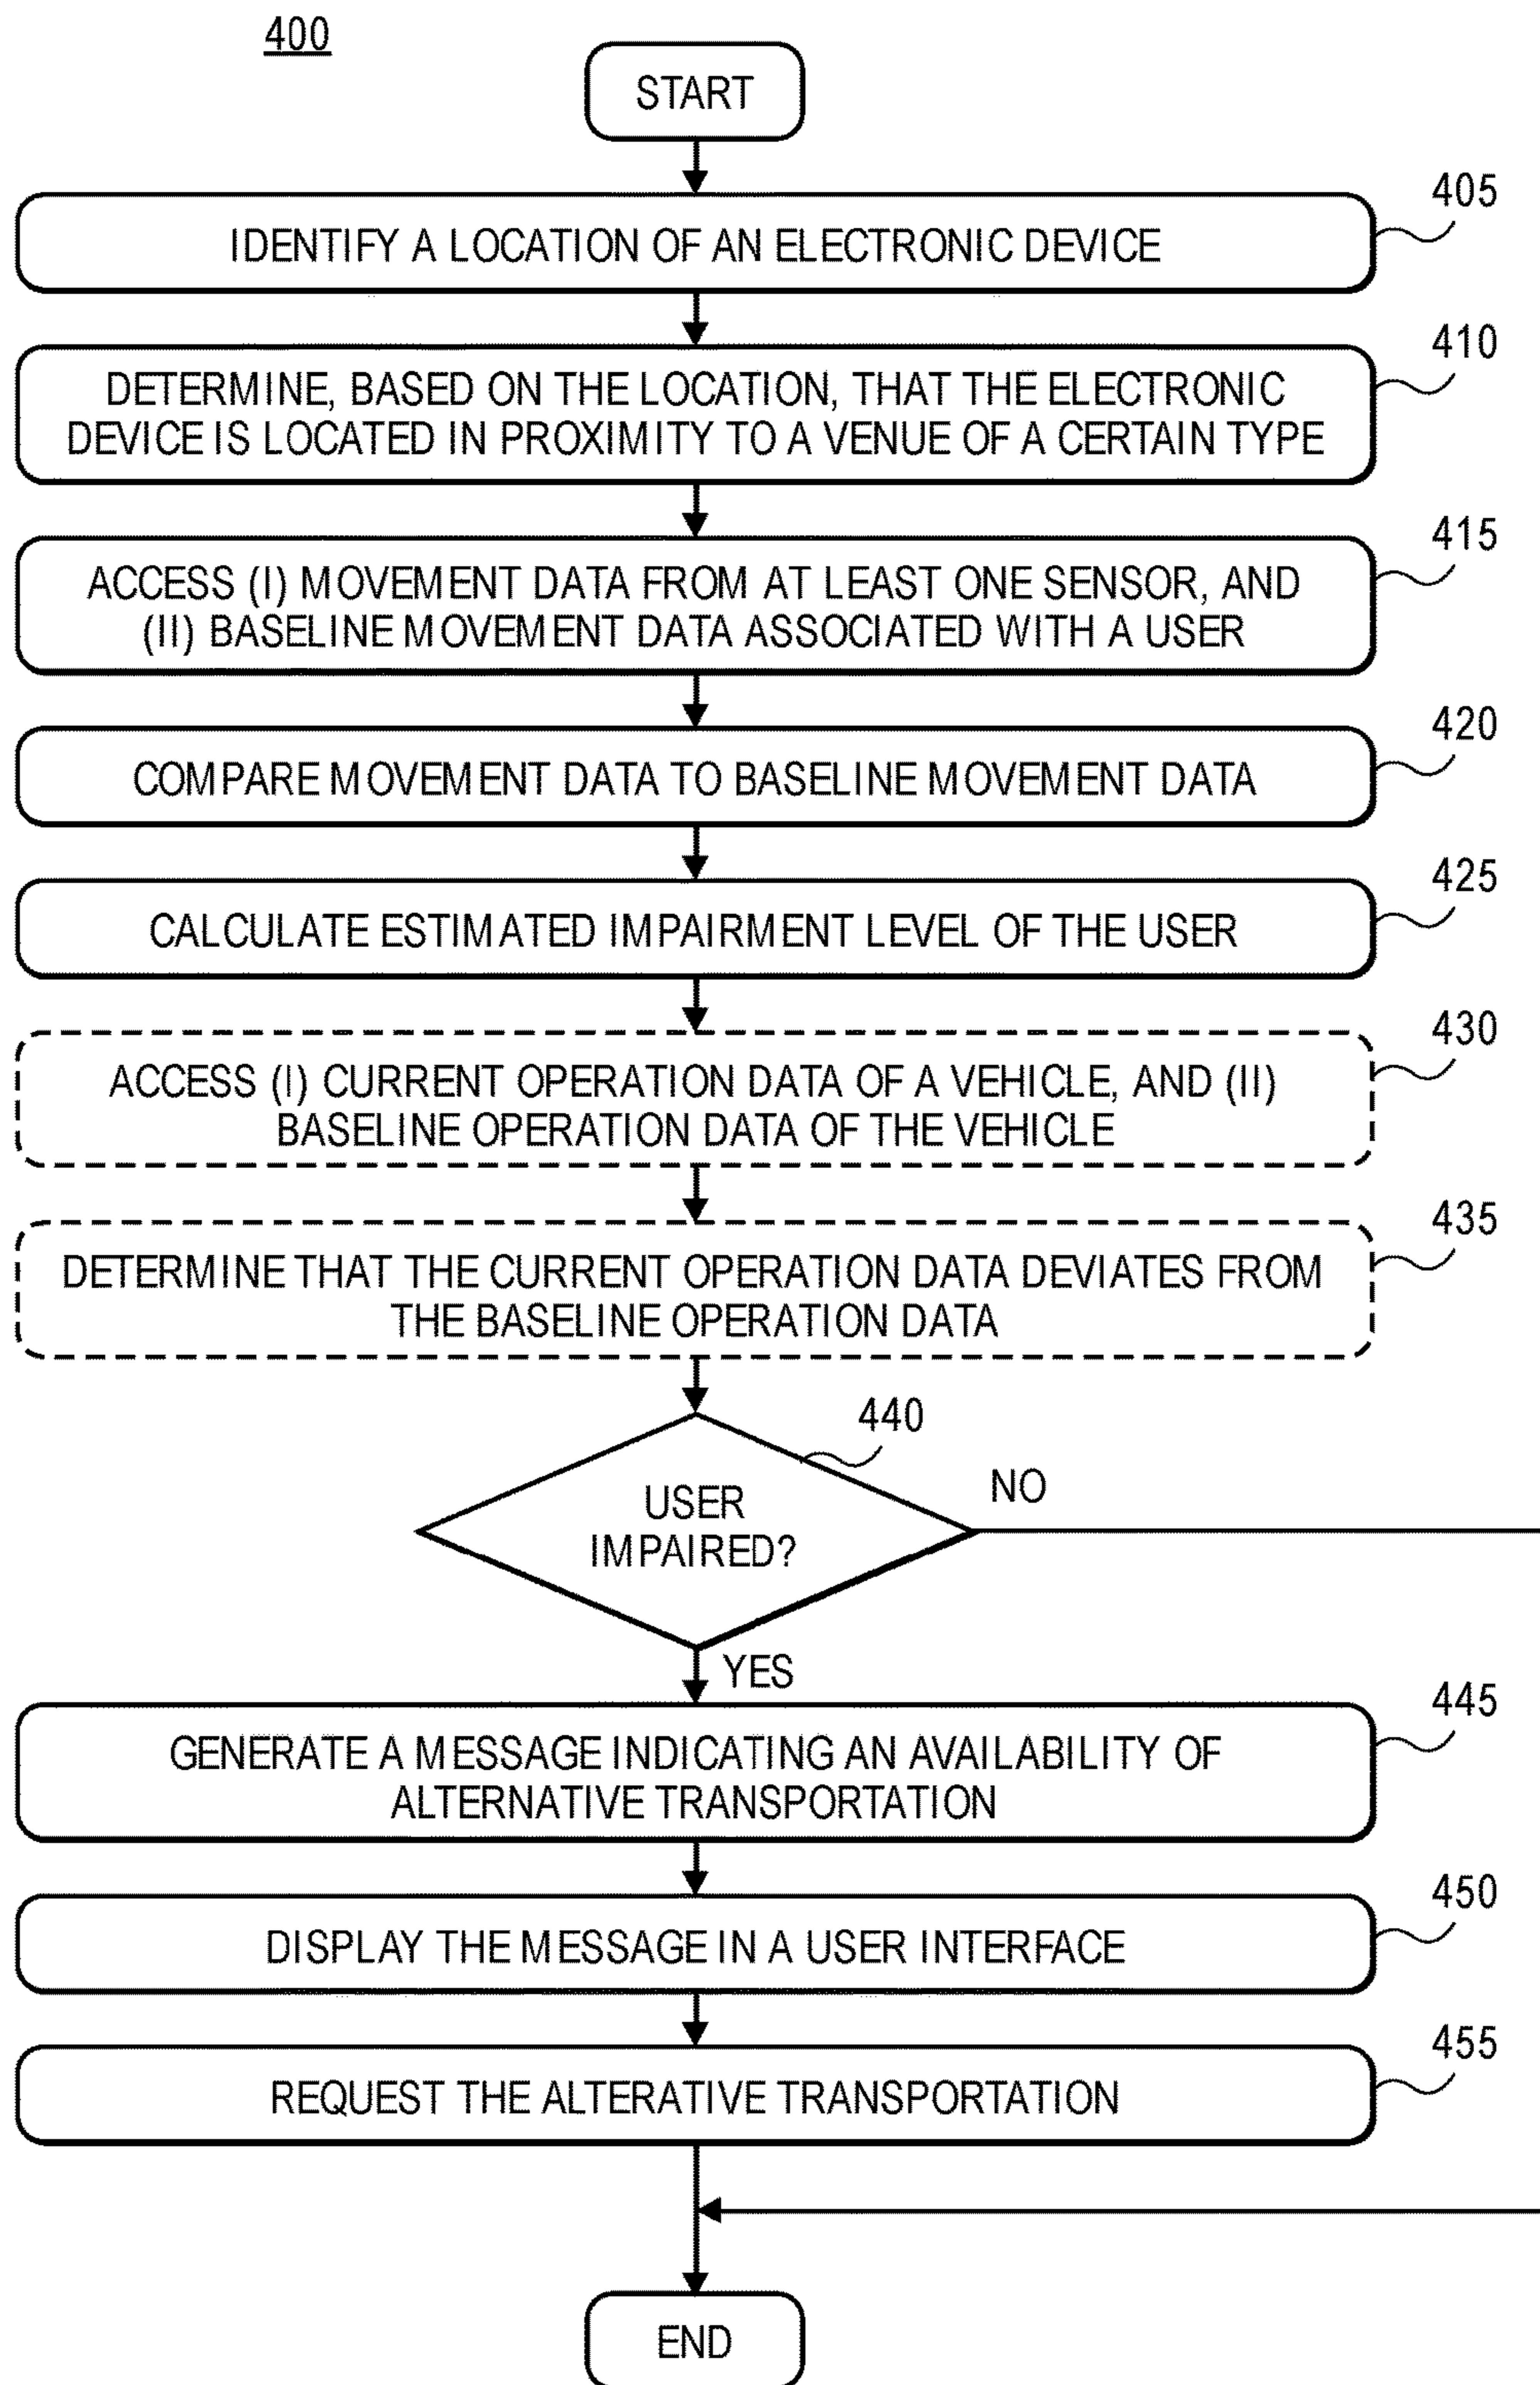 400
START
405
IDENTIFY A LOCATION OF AN ELECTRONIC DEVICE
410
DETERMINE, BASED ON THE LOCATION, THAT THE ELECTRONIC
DEVICE IS LOCATED IN PROXIMITY TO A VENUE OF A CERTAIN TYPE
415
ACCESS (I) MOVEMENT DATA FROM AT LEAST ONE SENSOR, AND
(II) BASELINE MOVEMENT DATA ASSOCIATED WITH A USER
420
COMPARE MOVEMENT DATA TO BASELINE MOVEMENT DATA
425
CALCULATE ESTIMATED IMPAIRMENT LEVEL OF THE USER
430
ACCESS (I) CURRENT OPERATION DATA OF A VEHICLE, AND (II)
BASELINE OPERATION DATA OF THE VEHICLE
435
DETERMINE THAT THE CURRENT OPERATION DATA DEVIATES FROM
THE BASELINE OPERATION DATA
440
USER
IMPAIRED?
NO
YES
445
GENERATE A MESSAGE INDICATING AN AVAILABILITY OF
ALTERNATIVE TRANSPORTATION
450
DISPLAY THE MESSAGE IN A USER INTERFACE
455
REQUEST THE ALTERATIVE TRANSPORTATION
END